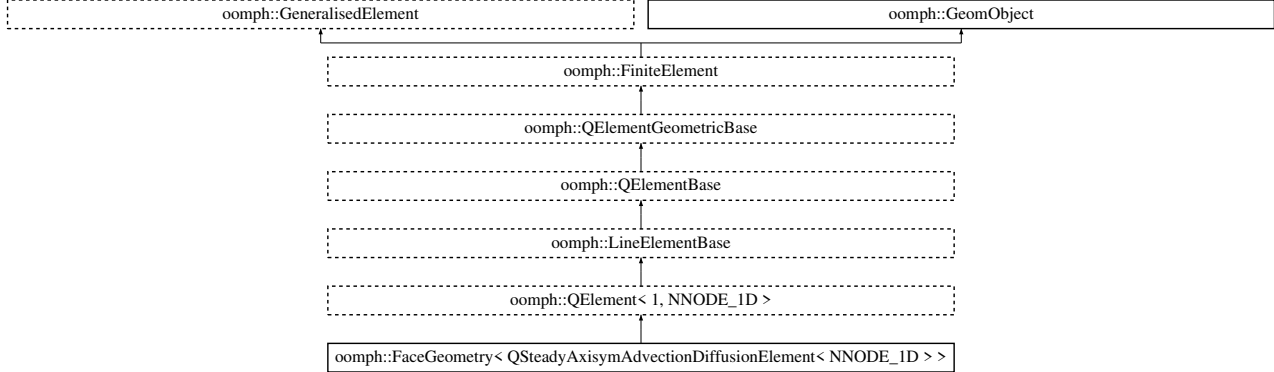 oomph::GeneralisedElement
oomph::GeomObject
oomph::FiniteElement
oomph::QElementGeometricBase
oomph::QElementBase
oomph::LineElementBase
oomph::QElement< 1, NNODE_1D >
oomph::FaceGeometry< QSteadyAxisymAdvectionDiffusionElement< NNODE_1D > >